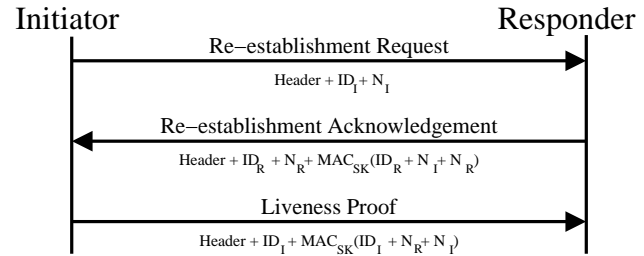 Initiator Responder
Re−establishment Request
Header + ID_I + N_I
Re−establishment Acknowledgement
Header + ID_R + N_R + MAC_SK(ID_R + N_I + N_R)
Liveness Proof
Header + ID_I + MAC_SK(ID_I + N_R + N_I)